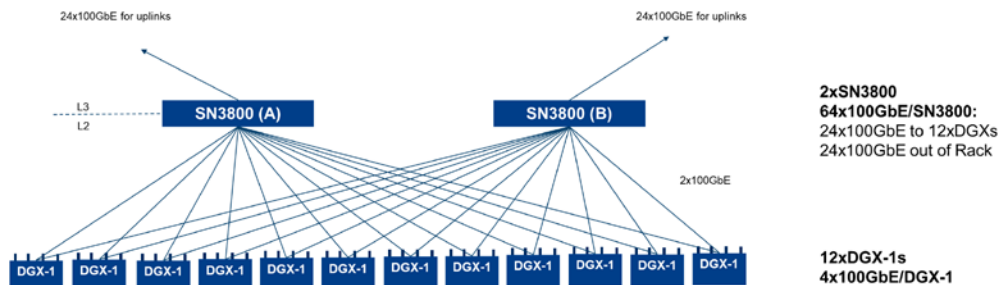 24x100GbE for uplinks
24x100GbE for uplinks
L3
L2
SN3800 (A)
SN3800 (B)
2xSN3800
64x100GbE/SN3800:
24x100GbE to 12xDGXs
24x100GbE out of Rack
2x100GbE
DGX-1
DGX-1
DGX-1
DGX-1
DGX-1
DGX-1
DGX-1
DGX-1
DGX-1
DGX-1
DGX-1
DGX-1
12xDGX-1s
4x100GbE/DGX-1